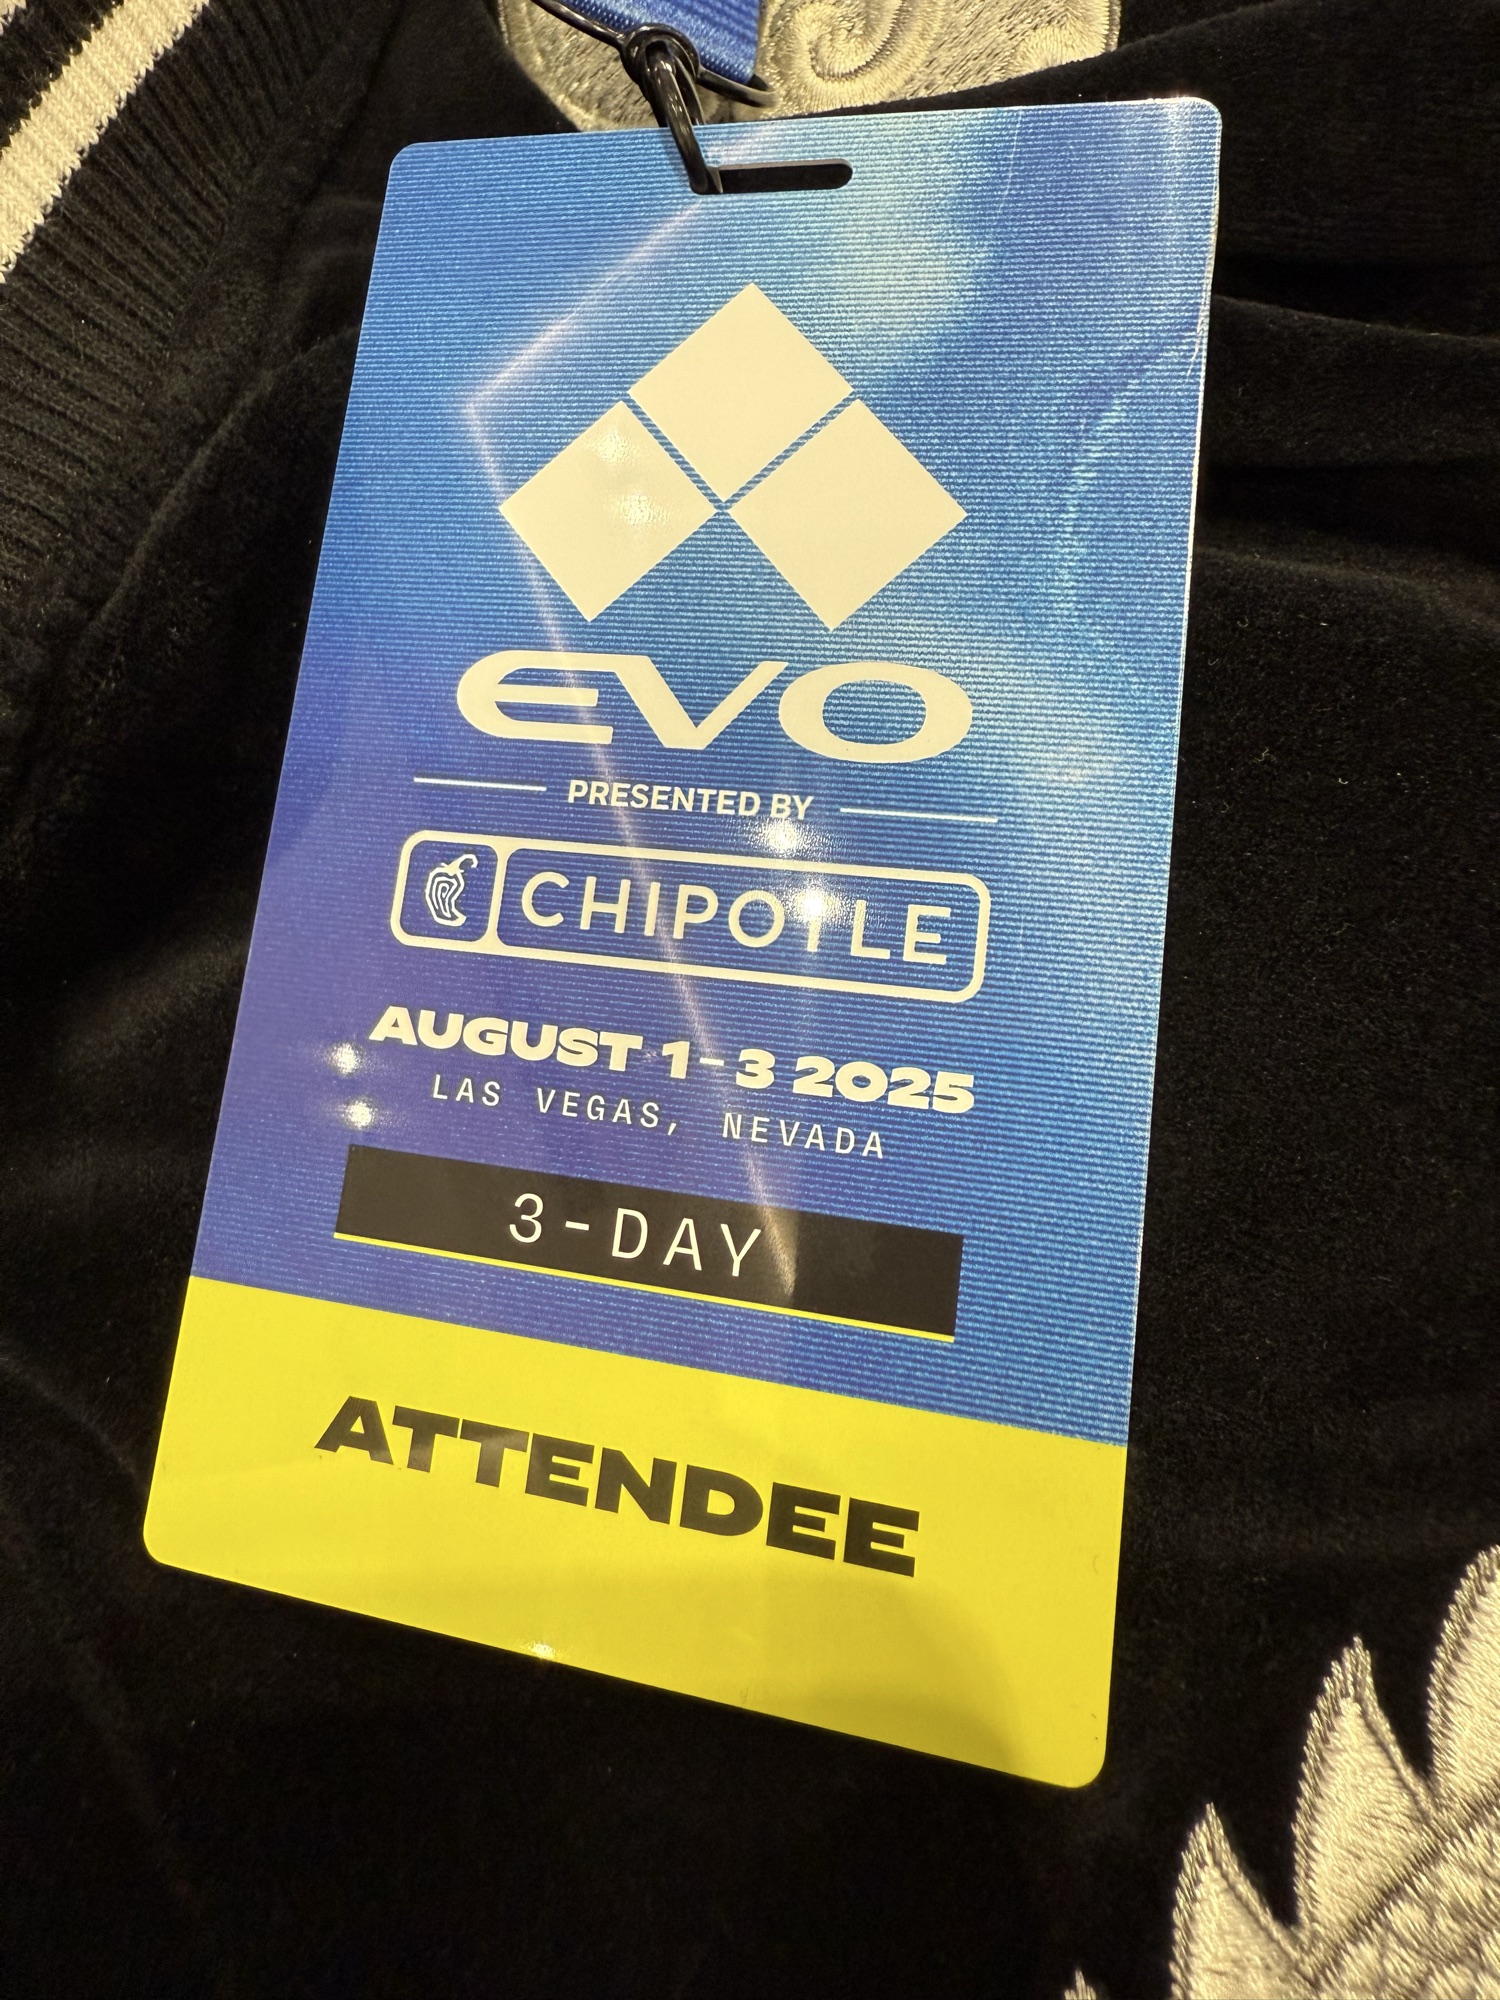 EVO
PRESENTED BY
CHIPOTLE
AUGUST 1-3 2025
LAS VEGAS, NEVADA
3-DAY
ATTENDEE